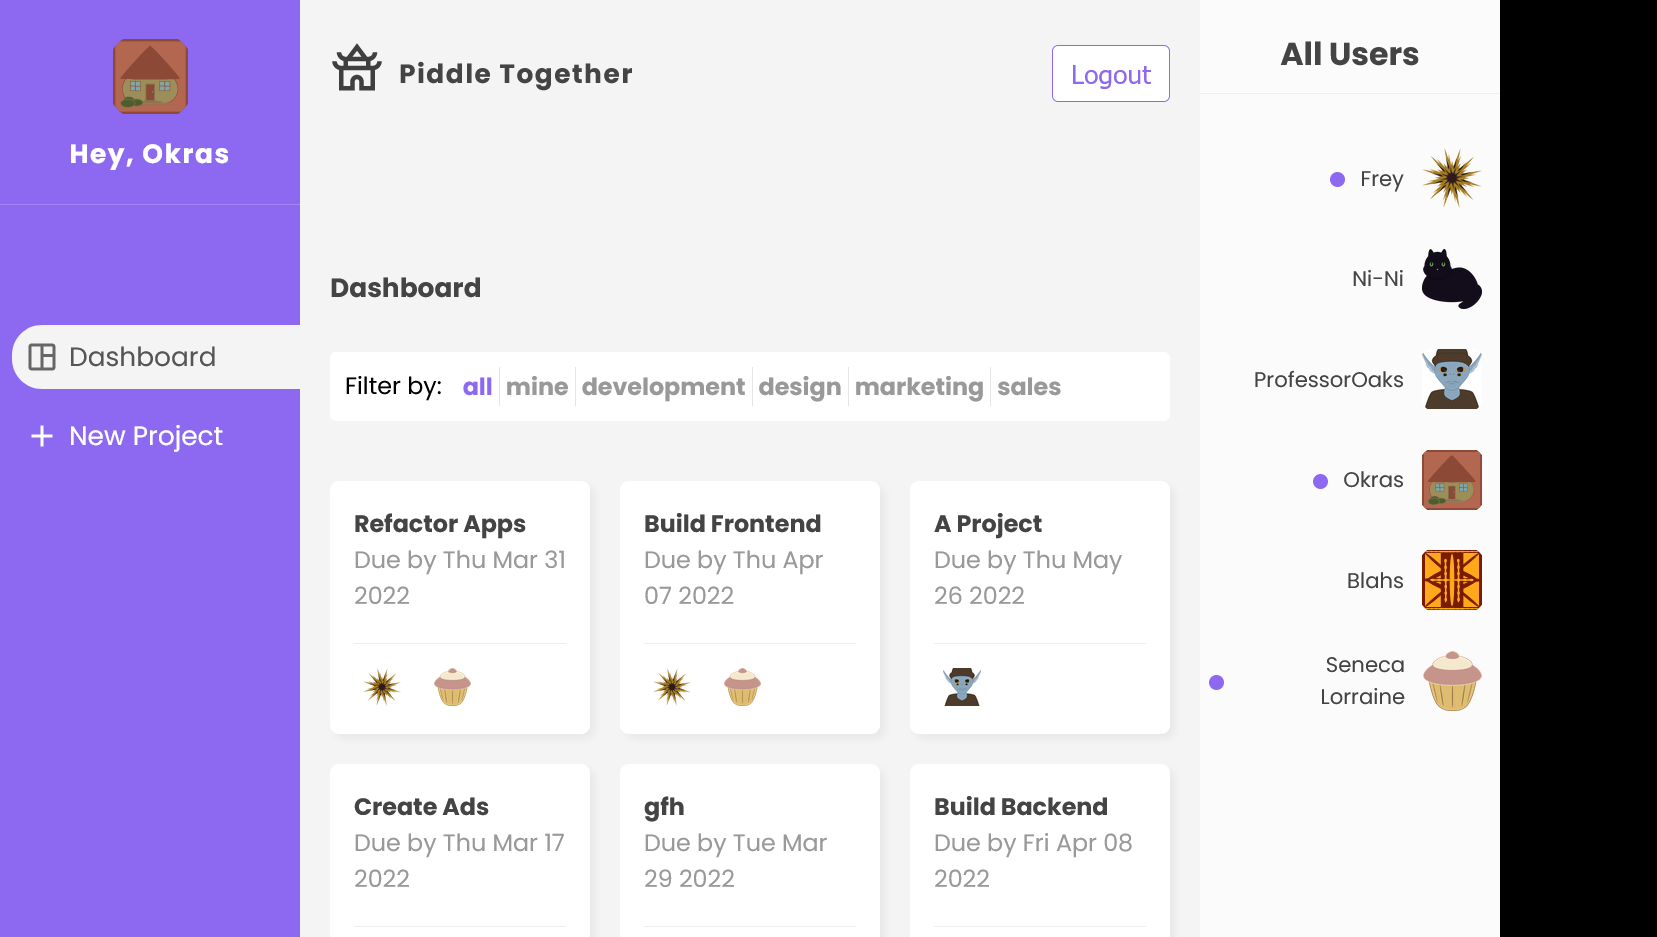 Hey, Okras
Dashboard
New Project
Piddle Together
Logout
Dashboard
Filter by: all mine development design marketing sales
Refactor Apps
Due by Thu Mar 31
2022
Build Frontend
Due by Thu Apr
07 2022
A Project
Due by Thu May
26 2022
Create Ads
Due by Thu Mar 17
2022
gfh
Due by Tue Mar
29 2022
Build Backend
Due by Fri Apr 08
2022
All Users
Frey
Ni-Ni
ProfessorOaks
Okras
Blahs
Seneca
Lorraine